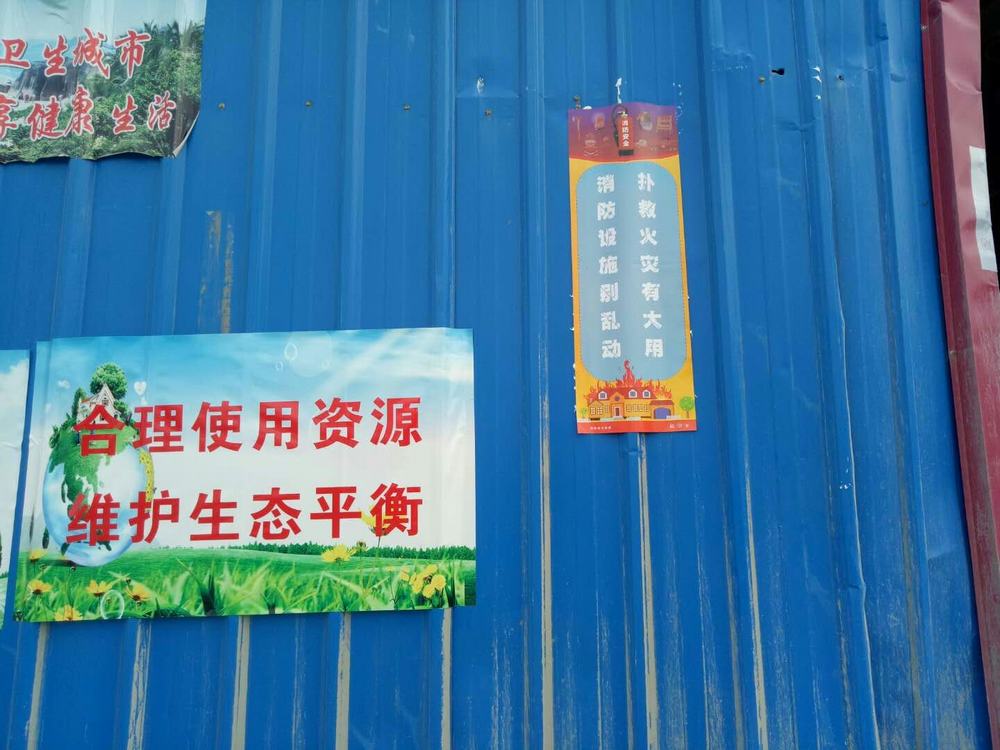 卫生城市
享健康生活
合理使用资源
维护生态平衡
消防安全
扑救火灾有大用
消防设施别乱动